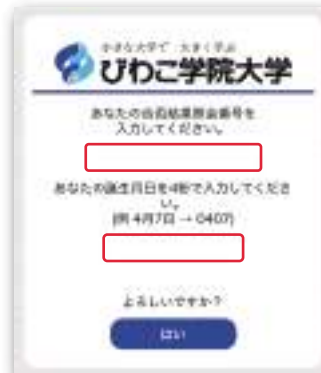 小さな大学で 大きく学ぶ
びわこ学院大学
あなたの合否結果照会番号を
入力してください。
あなたの誕生月日を4桁で入力してくださ
い。
(例 4月7日 → 0407)
よろしいですか?
はい